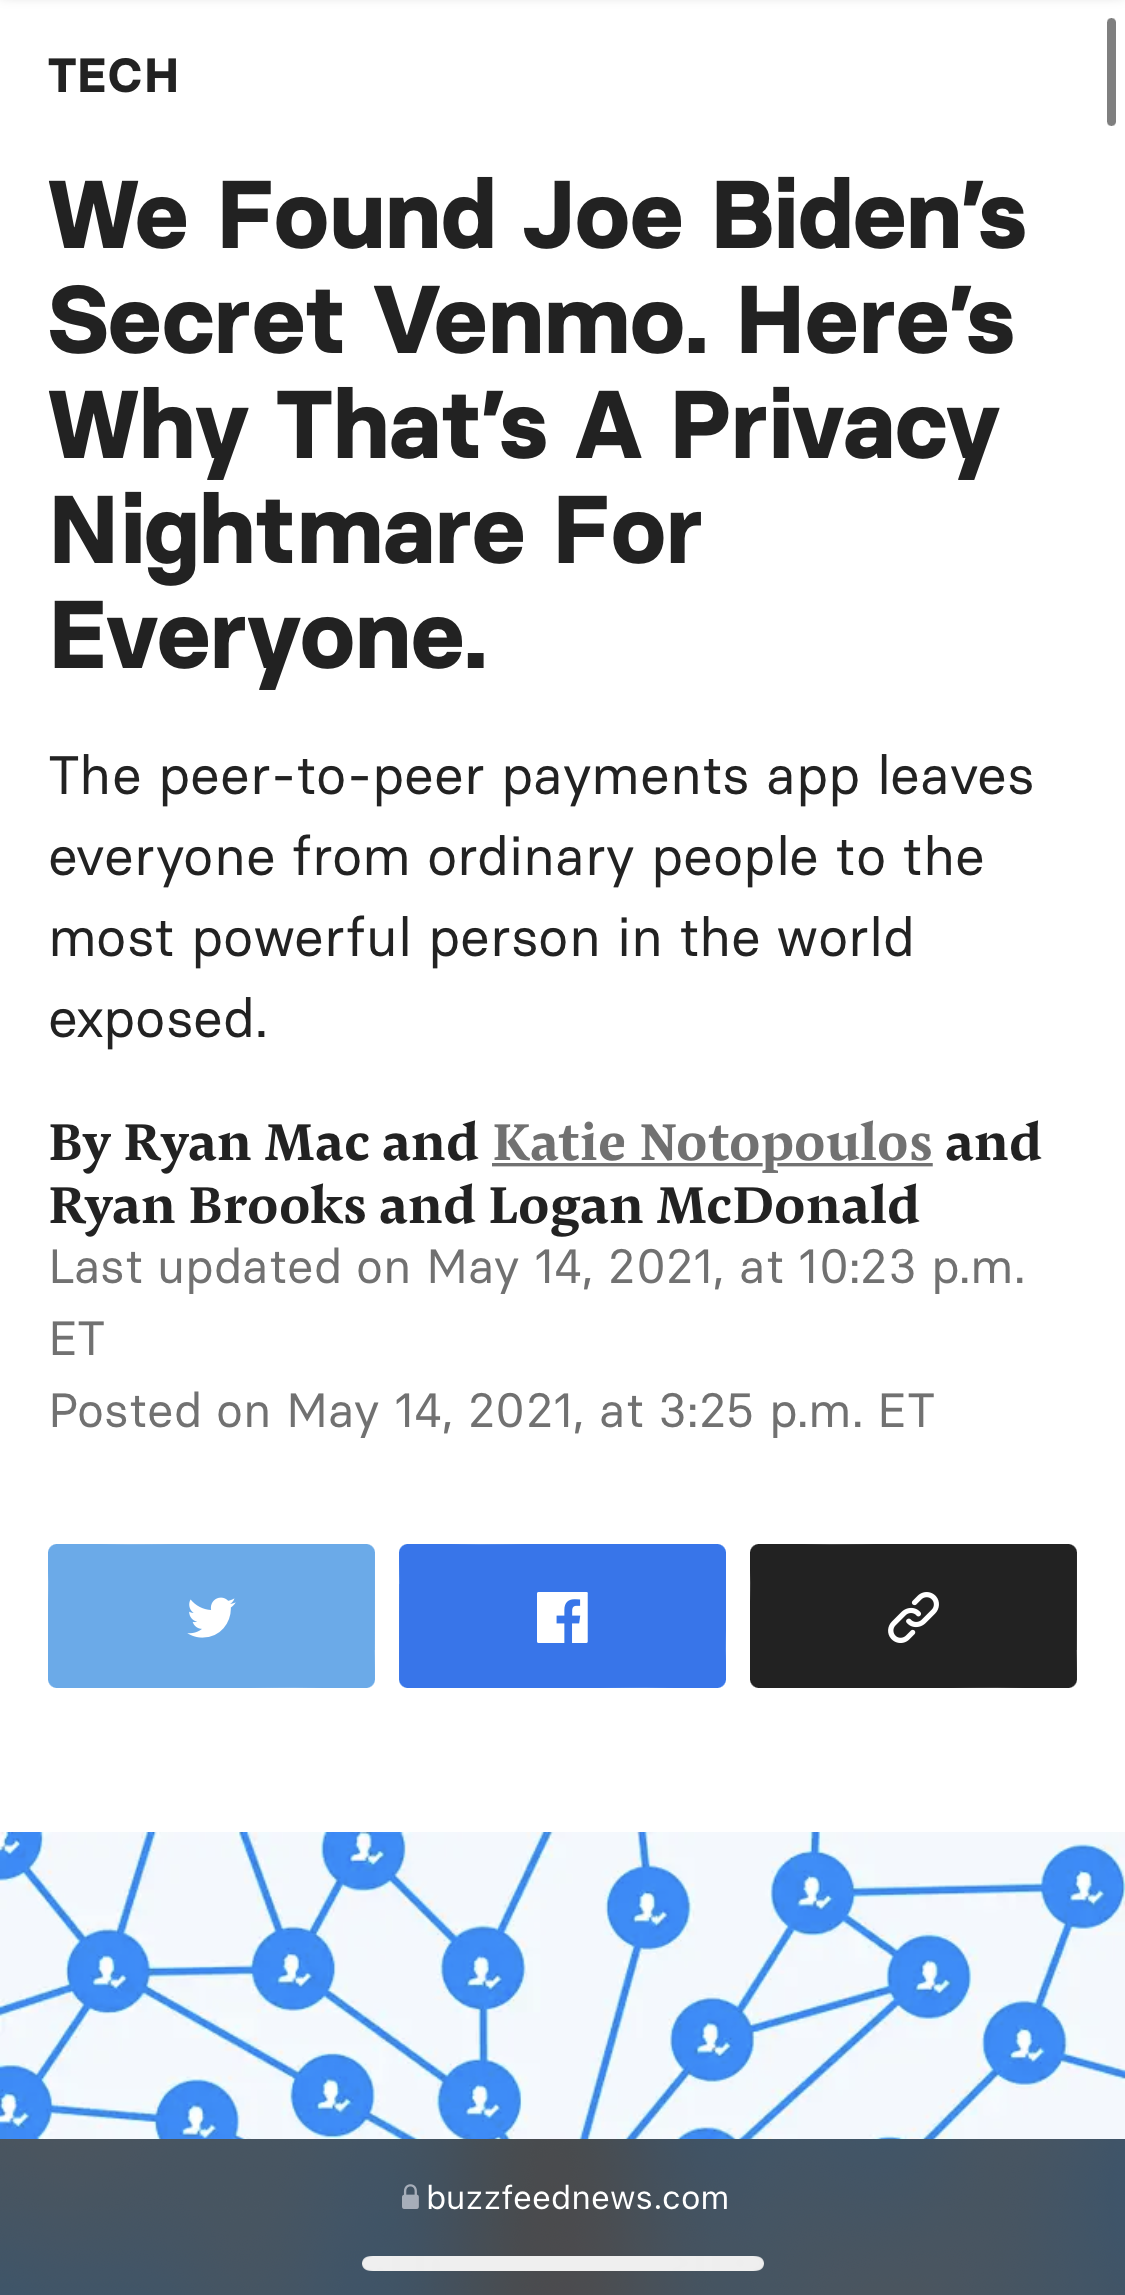 TECH
We Found Joe Biden’s
Secret Venmo. Here’s
Why That’s A Privacy
Nightmare For
Everyone.
The peer-to-peer payments app leaves
everyone from ordinary people to the
most powerful person in the world
exposed.
By Ryan Mac and Katie Notopoulos and
Ryan Brooks and Logan McDonald
Last updated on May 14, 2021, at 10:23 p.m.
ET
Posted on May 14, 2021, at 3:25 p.m. ET
buzzfeednews.com